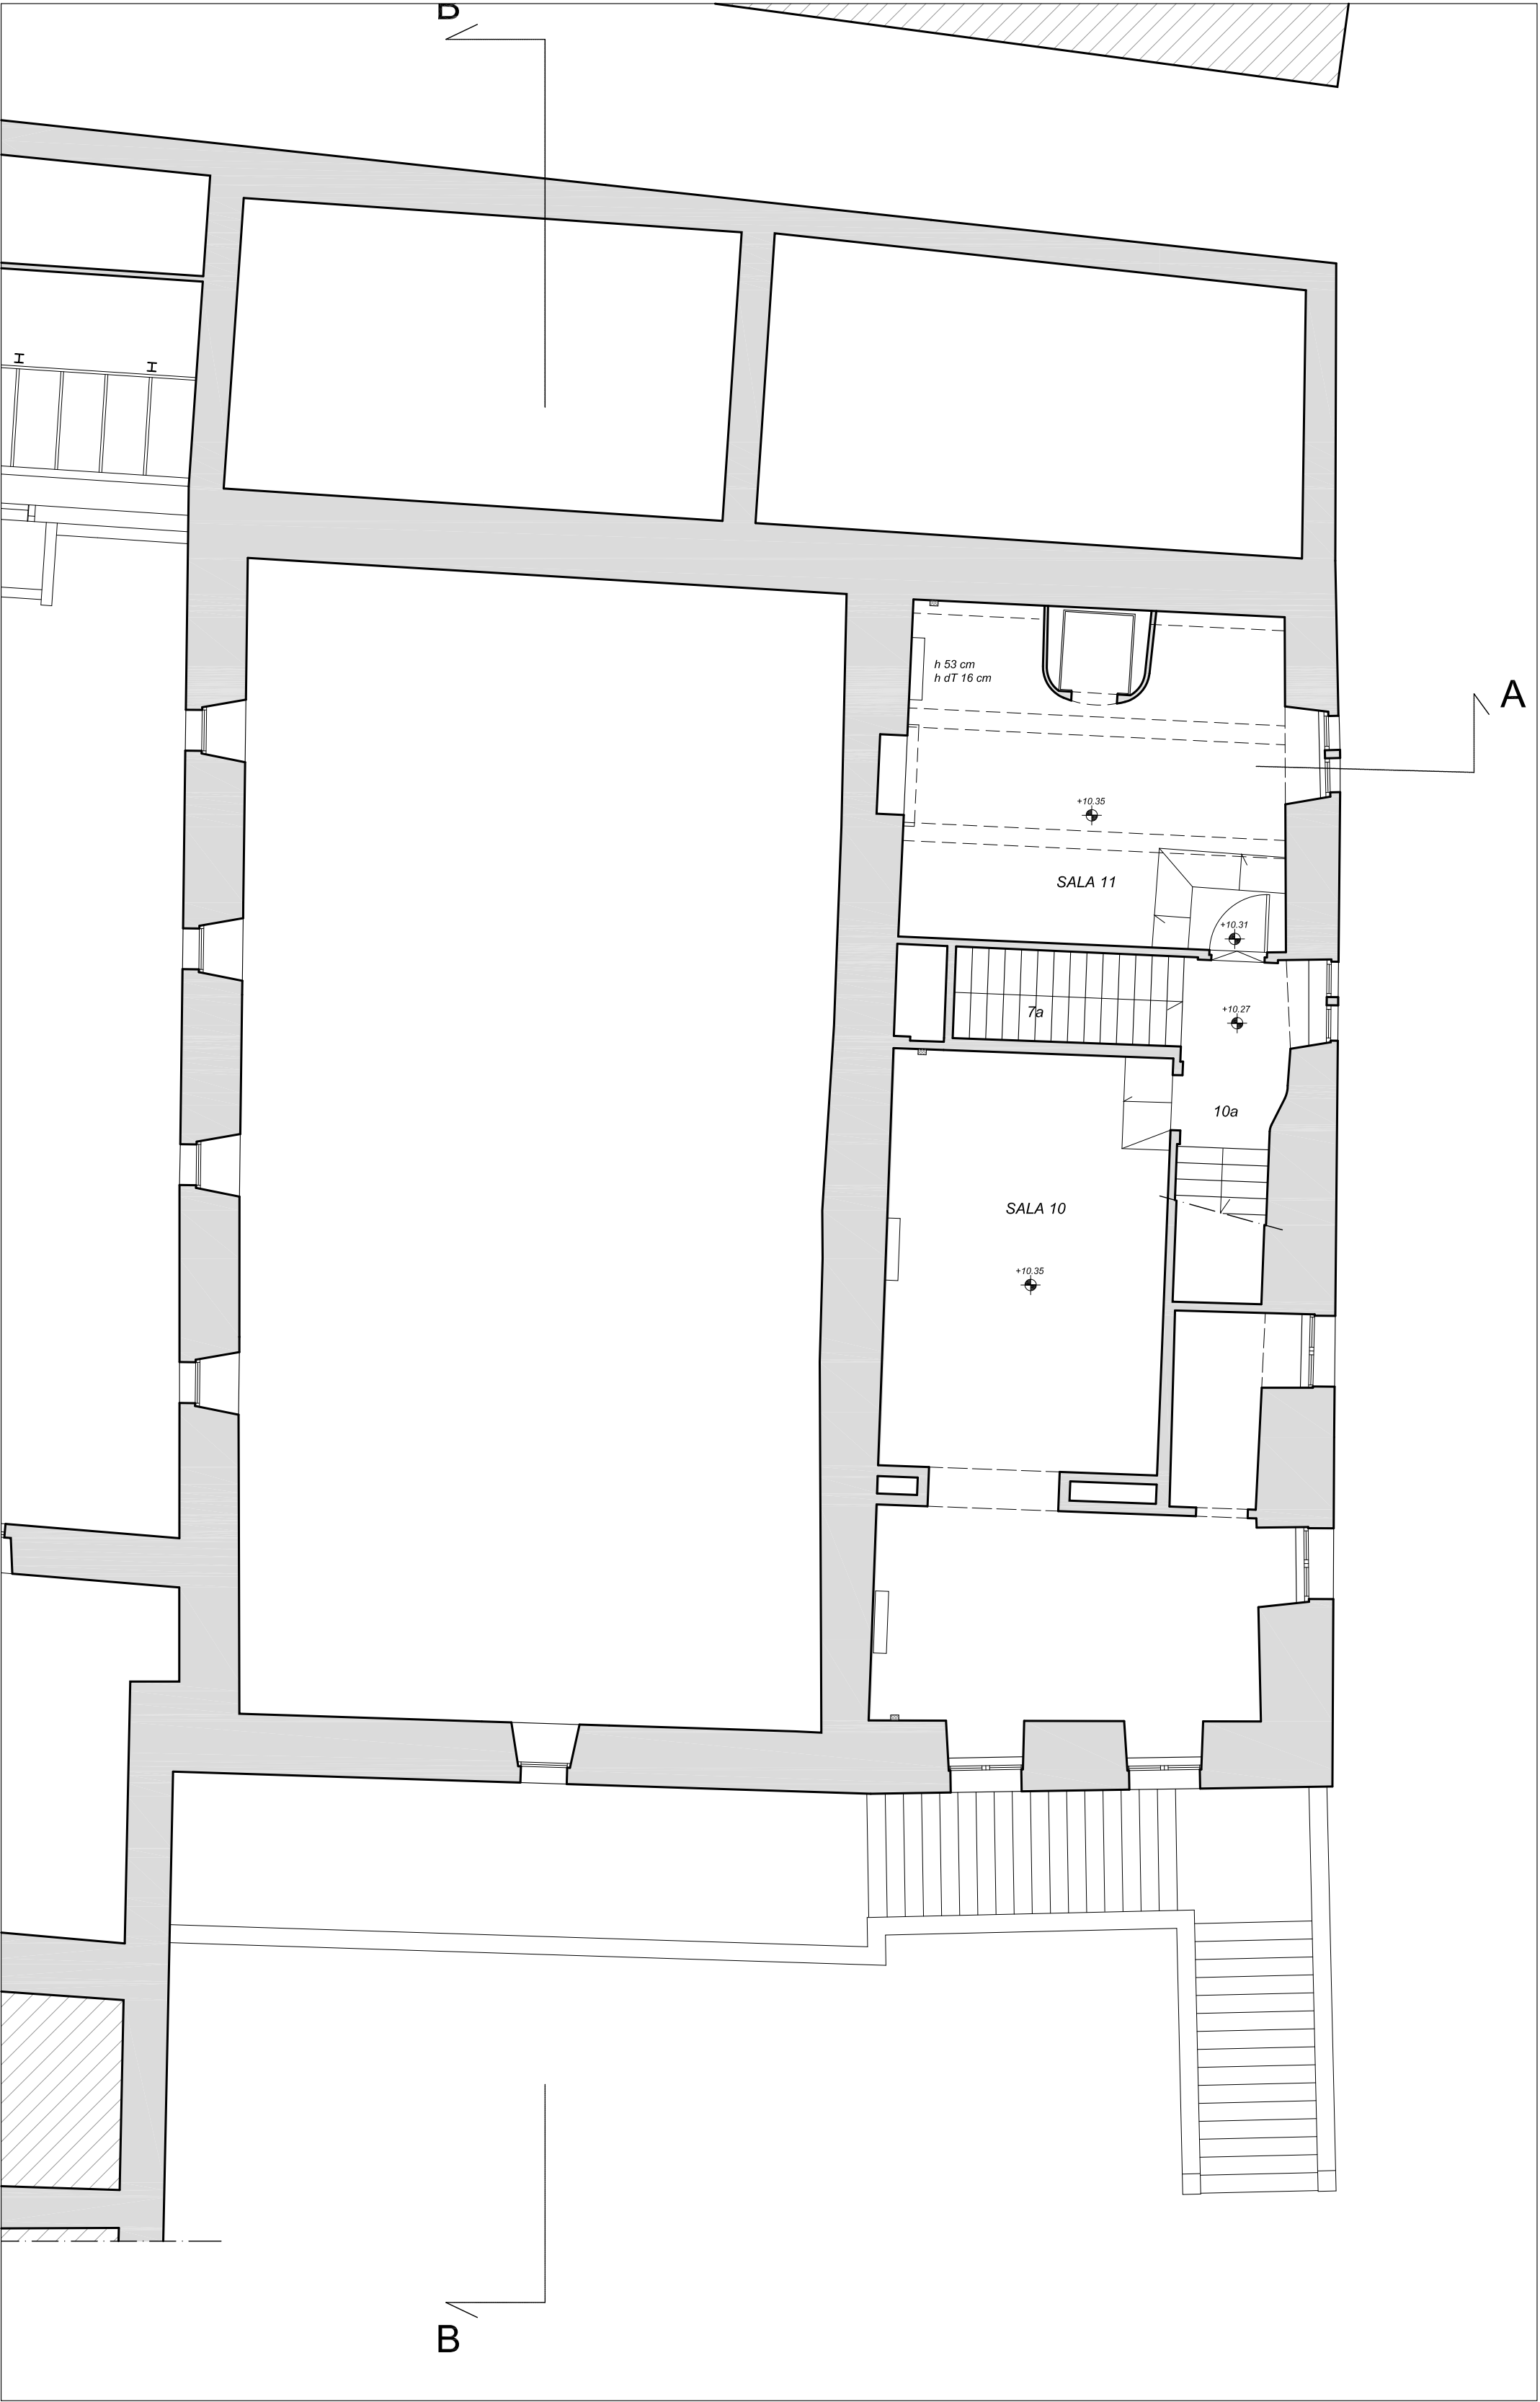 B
h 53 cm
h dT 16 cm
A
+10.35
SALA 11
+10.31
7a
+10.27
10a
SALA 10
+10.35
B